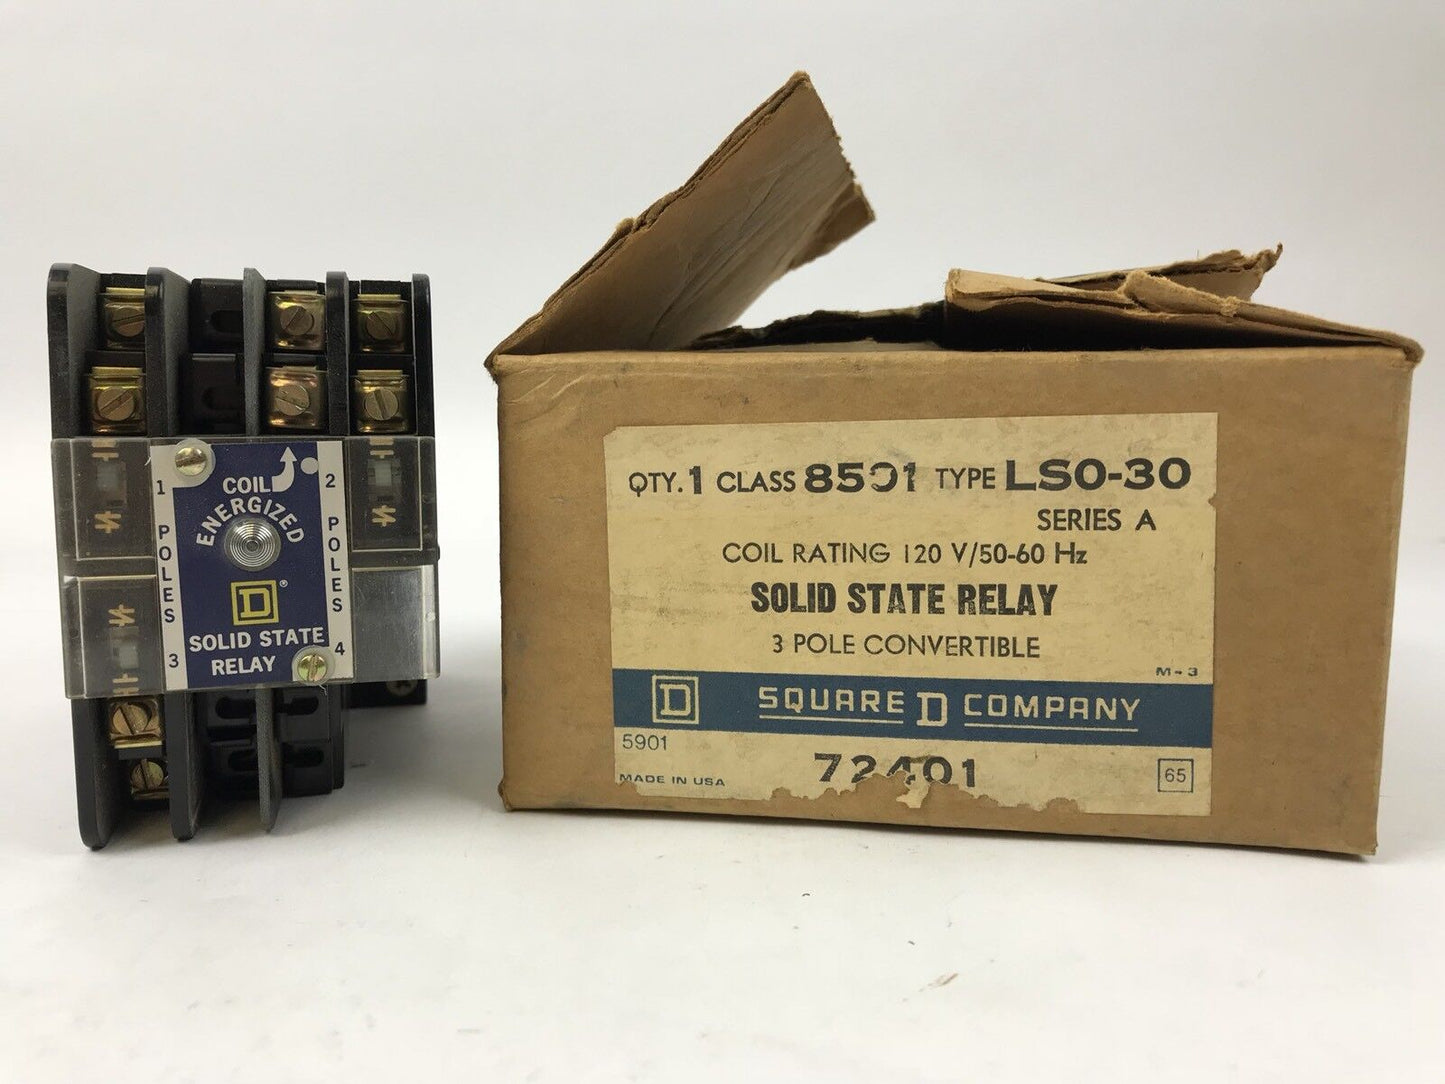 COIL
ENERGIZED
1 POLES 3
2 POLES 4
D
®
SOLID STATE
RELAY
QTY. 1 CLASS 8501 TYPE LSO-30
SERIES A
COIL RATING 120 V/50-60 Hz
SOLID STATE RELAY
3 POLE CONVERTIBLE
M-3
D SQUARE D COMPANY
5901
72401
MADE IN USA
65